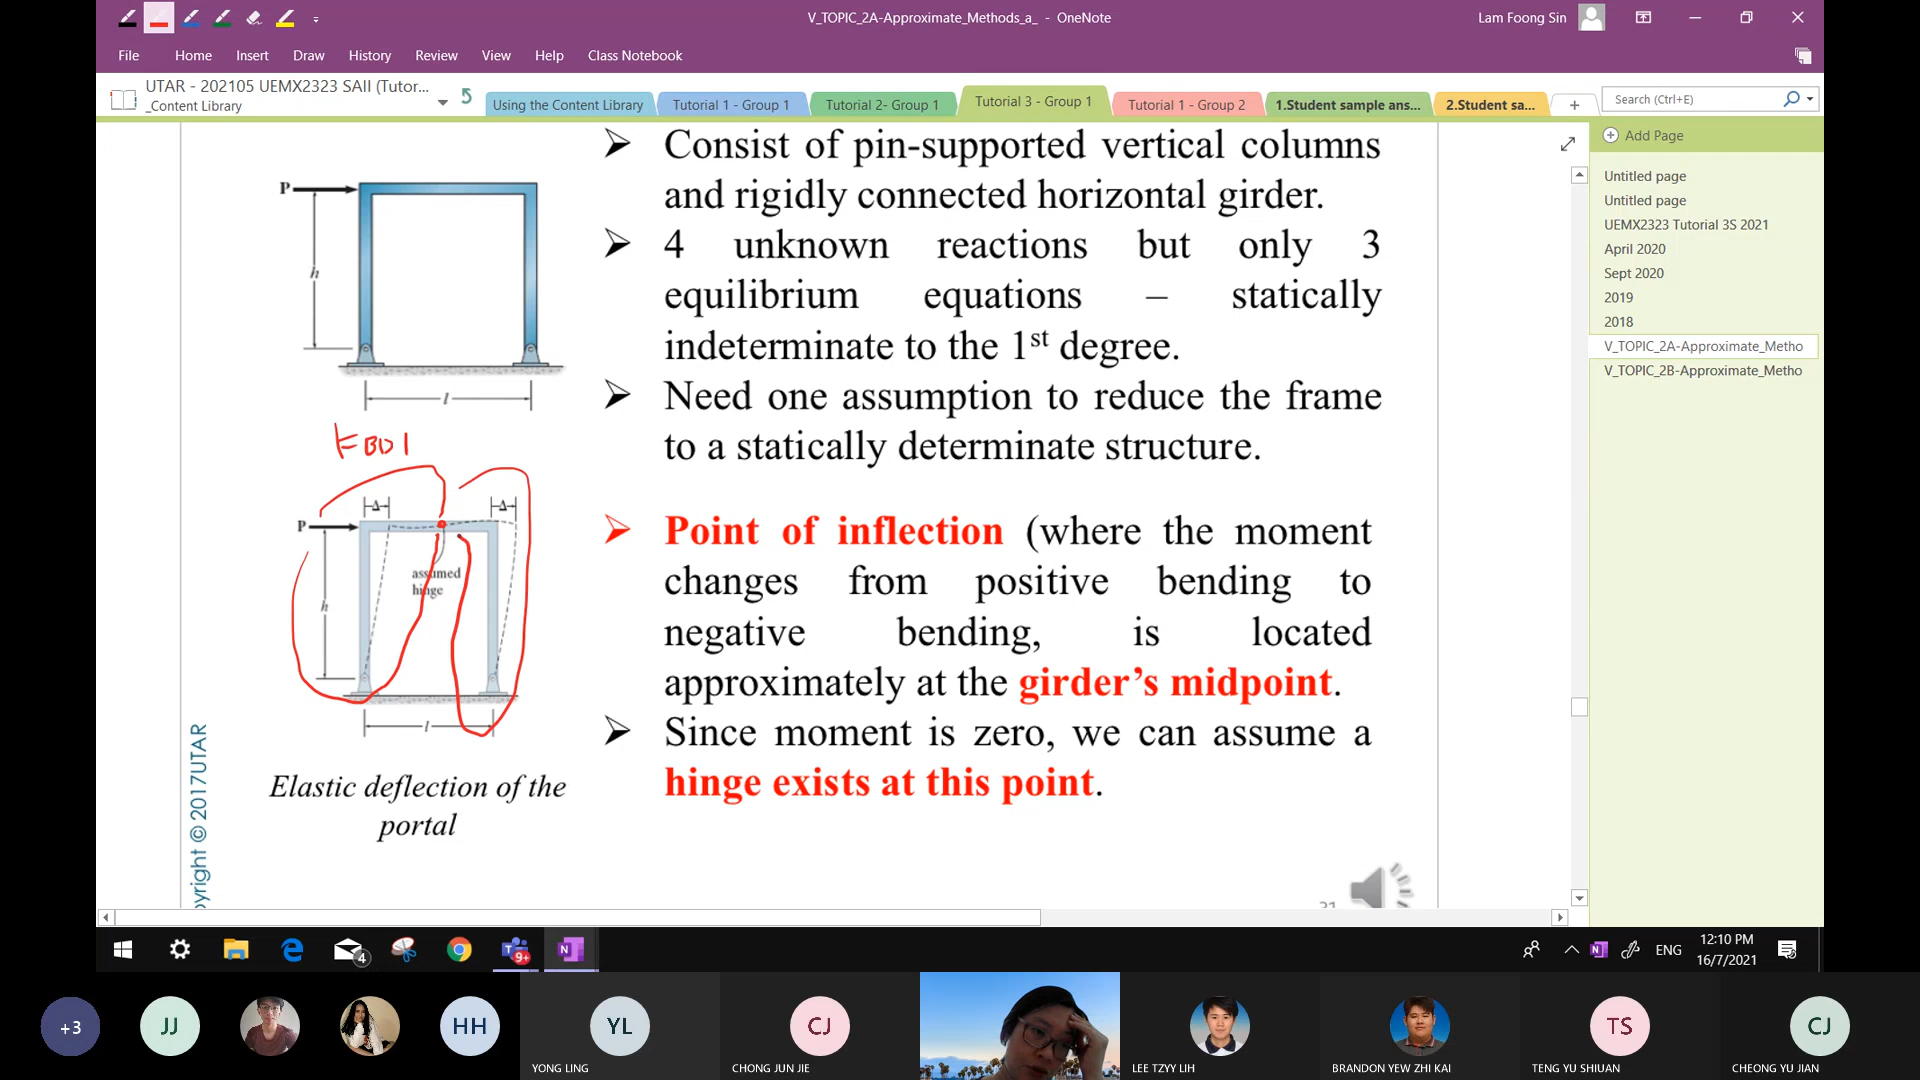 V_TOPIC_2A-Approximate_Methods_a_ - OneNote
Lam Foong Sin
File Home Insert Draw History Review View Help Class Notebook
UTAR - 202105 UEMX2323 SAII (Tutor...
_Content Library
Using the Content Library
Tutorial 1 - Group 1
Tutorial 2- Group 1
Tutorial 3 - Group 1
Tutorial 1 - Group 2
1.Student sample ans...
2.Student sa...
Search (Ctrl+E)
Add Page
Untitled page
Untitled page
UEMX2323 Tutorial 3S 2021
April 2020
Sept 2020
2019
2018
V_TOPIC_2A-Approximate_Metho
V_TOPIC_2B-Approximate_Metho
P
h
l
FBD 1
Δ
Δ
P
assumed
hinge
h
l
Elastic deflection of the
portal
Consist of pin-supported vertical columns
and rigidly connected horizontal girder.
4 unknown reactions but only 3
equilibrium equations – statically
indeterminate to the 1st degree.
Need one assumption to reduce the frame
to a statically determinate structure.
Point of inflection (where the moment
changes from positive bending to
negative bending, is located
approximately at the girder’s midpoint.
Since moment is zero, we can assume a
hinge exists at this point.
yright © 2017UTAR
4
9+
ENG
12:10 PM
16/7/2021
+3
JJ
HH
YL
YONG LING
CJ
CHONG JUN JIE
LEE TZYY LIH
BRANDON YEW ZHI KAI
TS
TENG YU SHIUAN
CJ
CHEONG YU JIAN